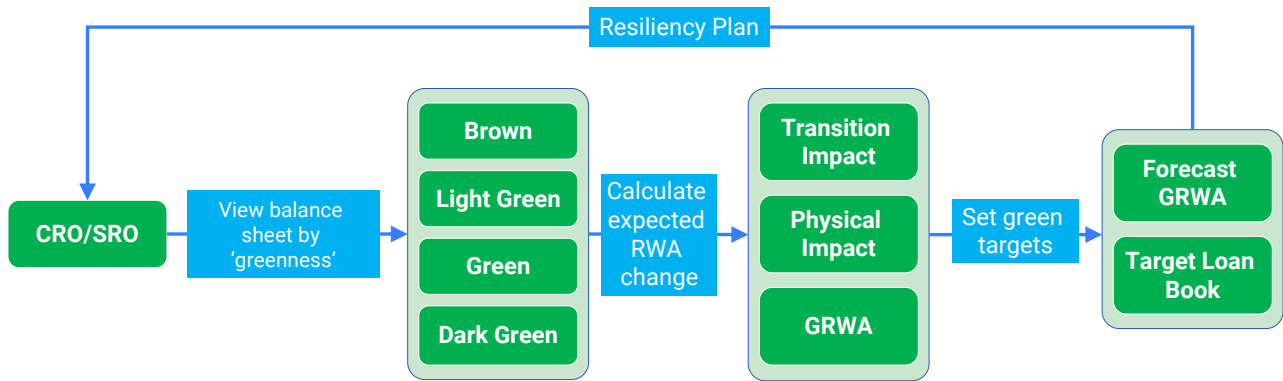 Resiliency Plan
CRO/SRO
View balance
sheet by
‘greenness’
Brown
Light Green
Green
Dark Green
Calculate
expected
RWA
change
Transition
Impact
Physical
Impact
GRWA
Set green
targets
Forecast
GRWA
Target Loan
Book